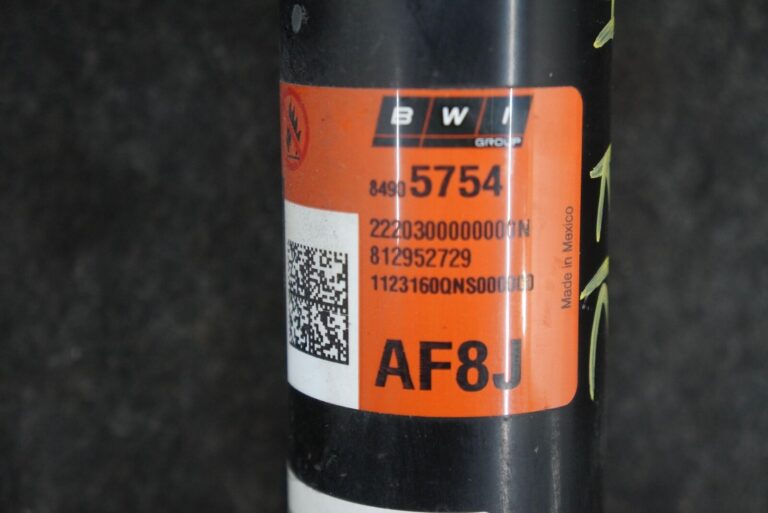 BWI
GROUP
8490 5754
2220300000000N
812952729
1123160QNS000000
Made in Mexico
AF8J